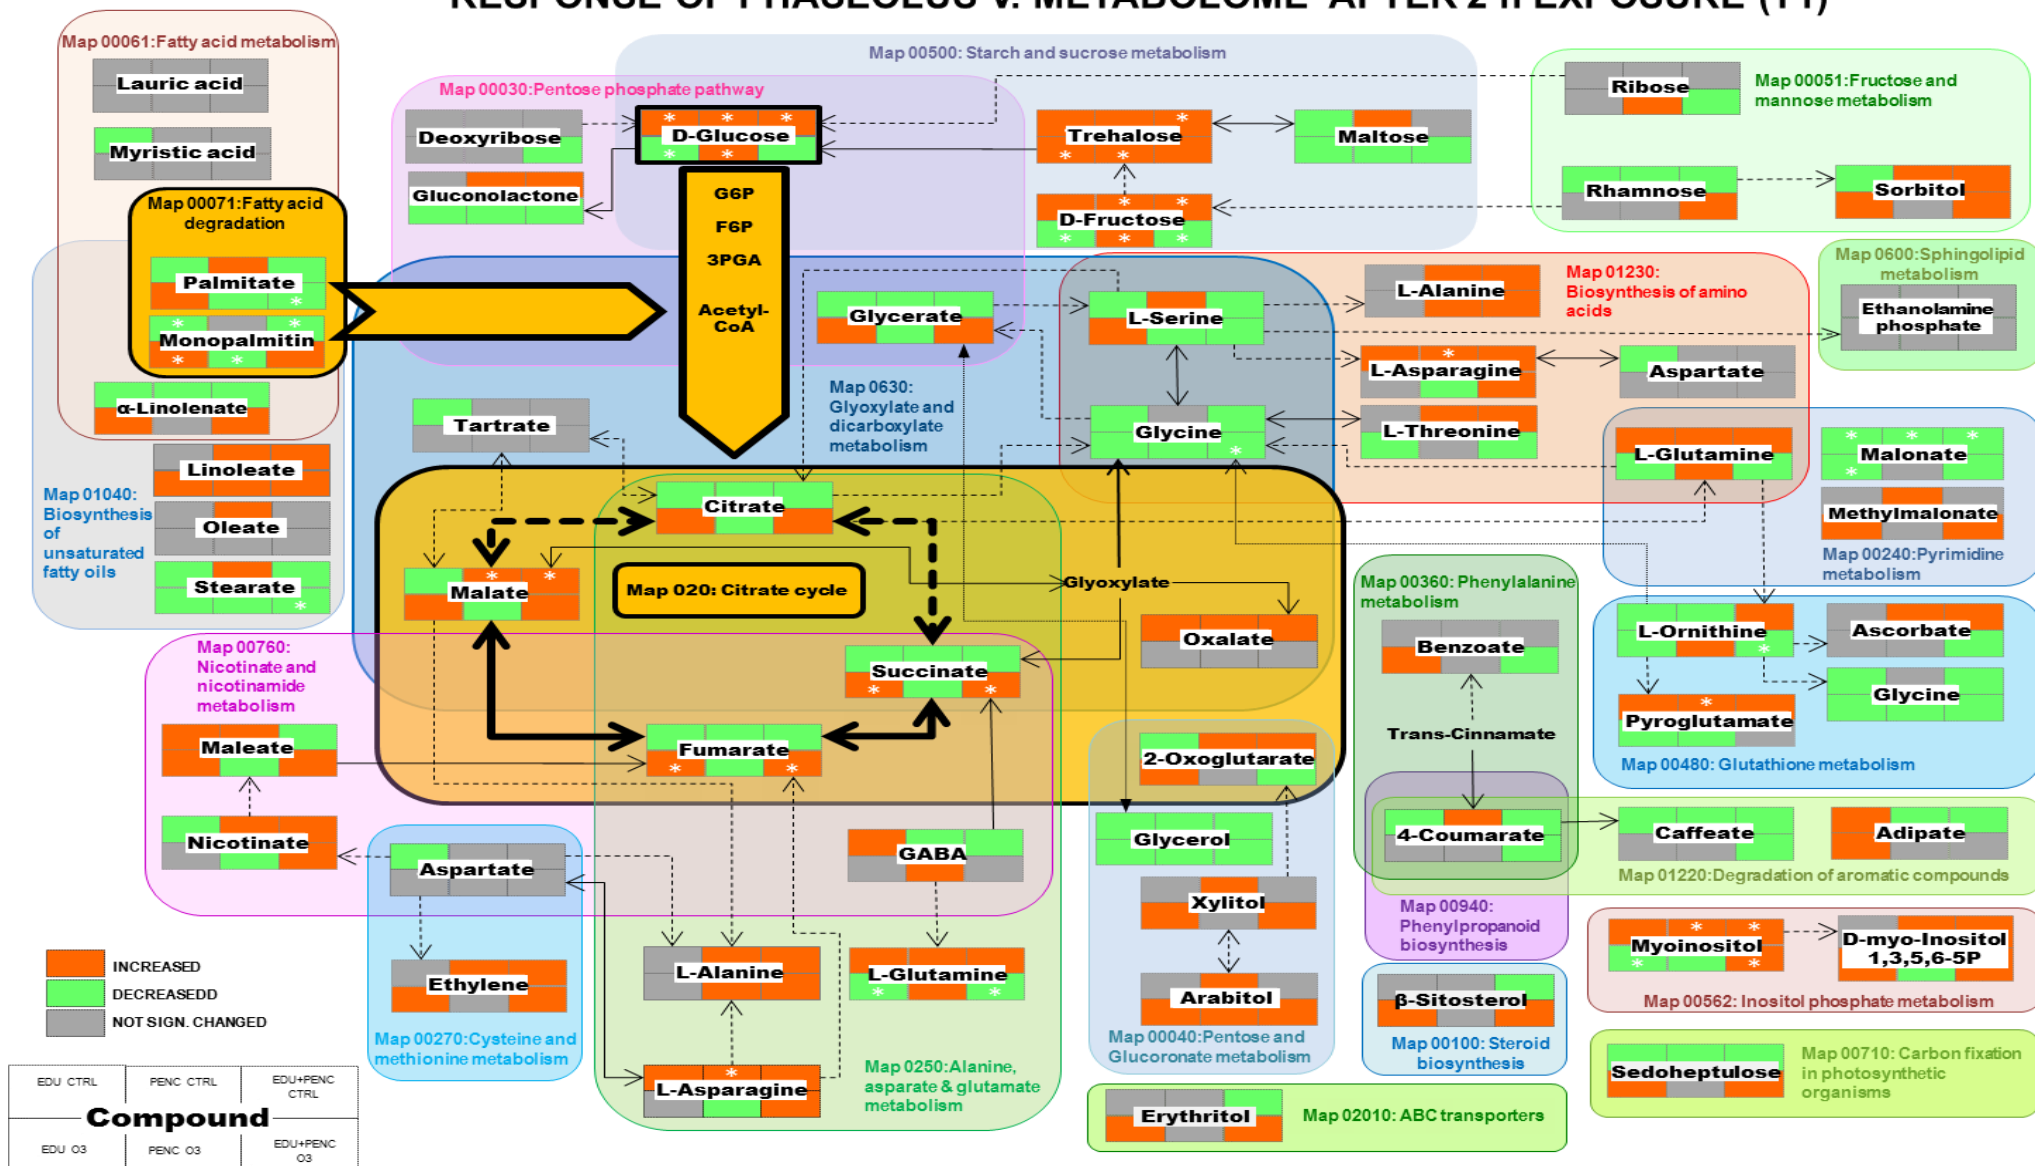 RESPONSE OF PHASEOLUS V. METABOLOME AFTER 2 h EXPOSURE (T1)
Map 00061:Fatty acid metabolism
Lauric acid
Myristic acid
Map 00071:Fatty acid
degradation
Palmitate
*
* *
Monopalmitin
* *
α-Linolenate
Linoleate
Oleate
Stearate
*
Map 01040:
Biosynthesis
of
unsaturated
fatty oils
Map 00500: Starch and sucrose metabolism
Map 00030:Pentose phosphate pathway
Deoxyribose
* * *
D-Glucose
* *
Gluconolactone
*
Trehalose
* *
Maltose
* *
D-Fructose
* * *
G6P
F6P
3PGA
Acetyl-
CoA
Ribose
Map 00051:Fructose and
mannose metabolism
Rhamnose
Sorbitol
Map 0600:Sphingolipid
metabolism
Ethanolamine
phosphate
Glycerate
Map 0630:
Glyoxylate and
dicarboxylate
metabolism
Tartrate
Map 01230:
Biosynthesis of amino
acids
L-Serine
L-Alanine
*
L-Asparagine
Aspartate
Glycine
*
L-Threonine
L-Glutamine
* * *
Malonate
*
Methylmalonate
Map 00240:Pyrimidine
metabolism
Citrate
* *
Malate
Map 020: Citrate cycle
Glyoxylate
Oxalate
Succinate
* *
Fumarate
* *
Map 00760:
Nicotinate and
nicotinamide
metabolism
Maleate
Nicotinate
Aspartate
Ethylene
Map 00270:Cysteine and
methionine metabolism
GABA
L-Alanine
L-Glutamine
* *
*
L-Asparagine
Map 0250:Alanine,
asparate & glutamate
metabolism
2-Oxoglutarate
Glycerol
Xylitol
Arabitol
Map 00040:Pentose and
Glucoronate metabolism
Map 00360: Phenylalanine
metabolism
Benzoate
Trans-Cinnamate
4-Coumarate
Map 00940:
Phenylpropanoid
biosynthesis
L-Ornithine
*
Ascorbate
Glycine
*
Pyroglutamate
Map 00480: Glutathione metabolism
Caffeate
Adipate
Map 01220:Degradation of aromatic compounds
* *
Myoinositol
* *
D-myo-Inositol
1,3,5,6-5P
Map 00562: Inositol phosphate metabolism
β-Sitosterol
Map 00100: Steroid
biosynthesis
Sedoheptulose
Map 00710: Carbon fixation
in photosynthetic
organisms
Erythritol
Map 02010: ABC transporters
INCREASED
DECREASEDD
NOT SIGN. CHANGED
EDU CTRL
PENC CTRL
EDU+PENC
CTRL
Compound
EDU O3
PENC O3
EDU+PENC
O3